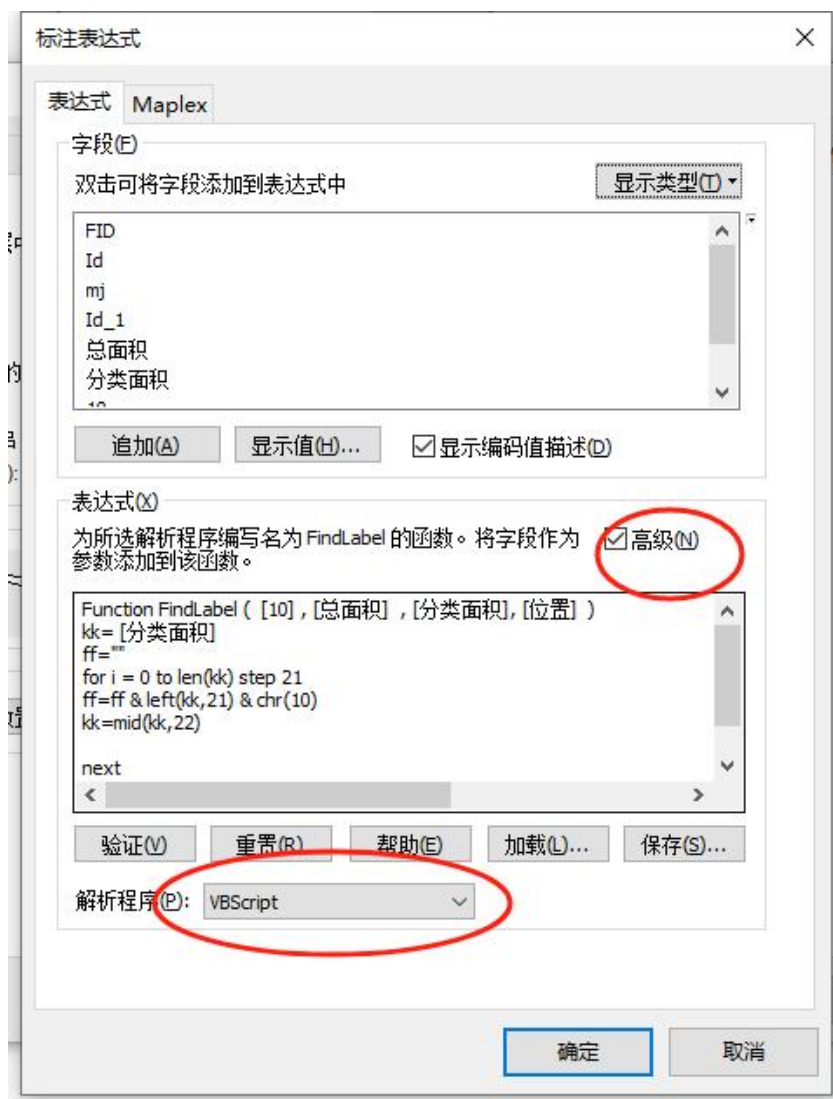 标注表达式
表达式 Maplex
字段(F)
双击可将字段添加到表达式中 显示类型(T)
FID
Id
mj
Id_1
总面积
分类面积
10
追加(A) 显示值(H)... 显示编码值描述(D)
表达式(X)
为所选解析程序编写名为 FindLabel 的函数。将字段作为 高级(N)
参数添加到该函数。
Function FindLabel ( [10] , [总面积] , [分类面积], [位置] )
kk= [分类面积]
ff=""
for i = 0 to len(kk) step 21
ff=ff & left(kk,21) & chr(10)
kk=mid(kk,22)
next
验证(V) 重置(R) 帮助(E) 加载(L)... 保存(S)...
解析程序(P): VBScript
确定 取消